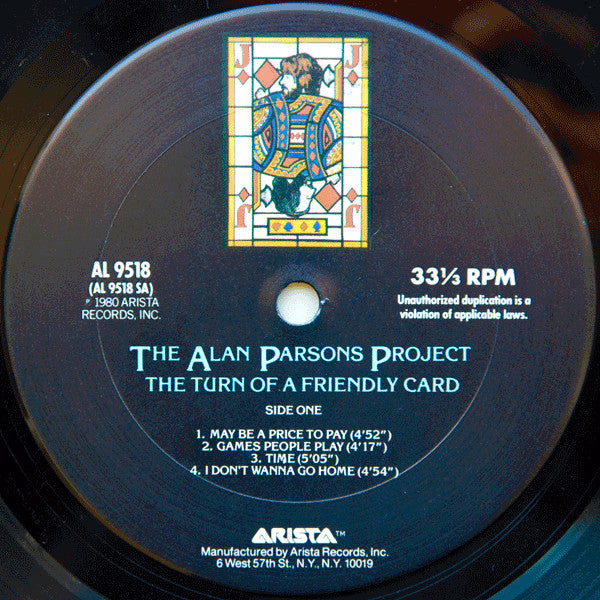 J J
AL 9518
(AL 9518 SA)
℗ 1980 ARISTA
RECORDS, INC.
33⅓ RPM
Unauthorized duplication is a
violation of applicable laws.
THE ALAN PARSONS PROJECT
THE TURN OF A FRIENDLY CARD
SIDE ONE
1. MAY BE A PRICE TO PAY (4'52")
2. GAMES PEOPLE PLAY (4'17")
3. TIME (5'05")
4. I DON'T WANNA GO HOME (4'54")
ARISTA™
Manufactured by Arista Records, Inc.
6 West 57th St., N.Y., N.Y. 10019